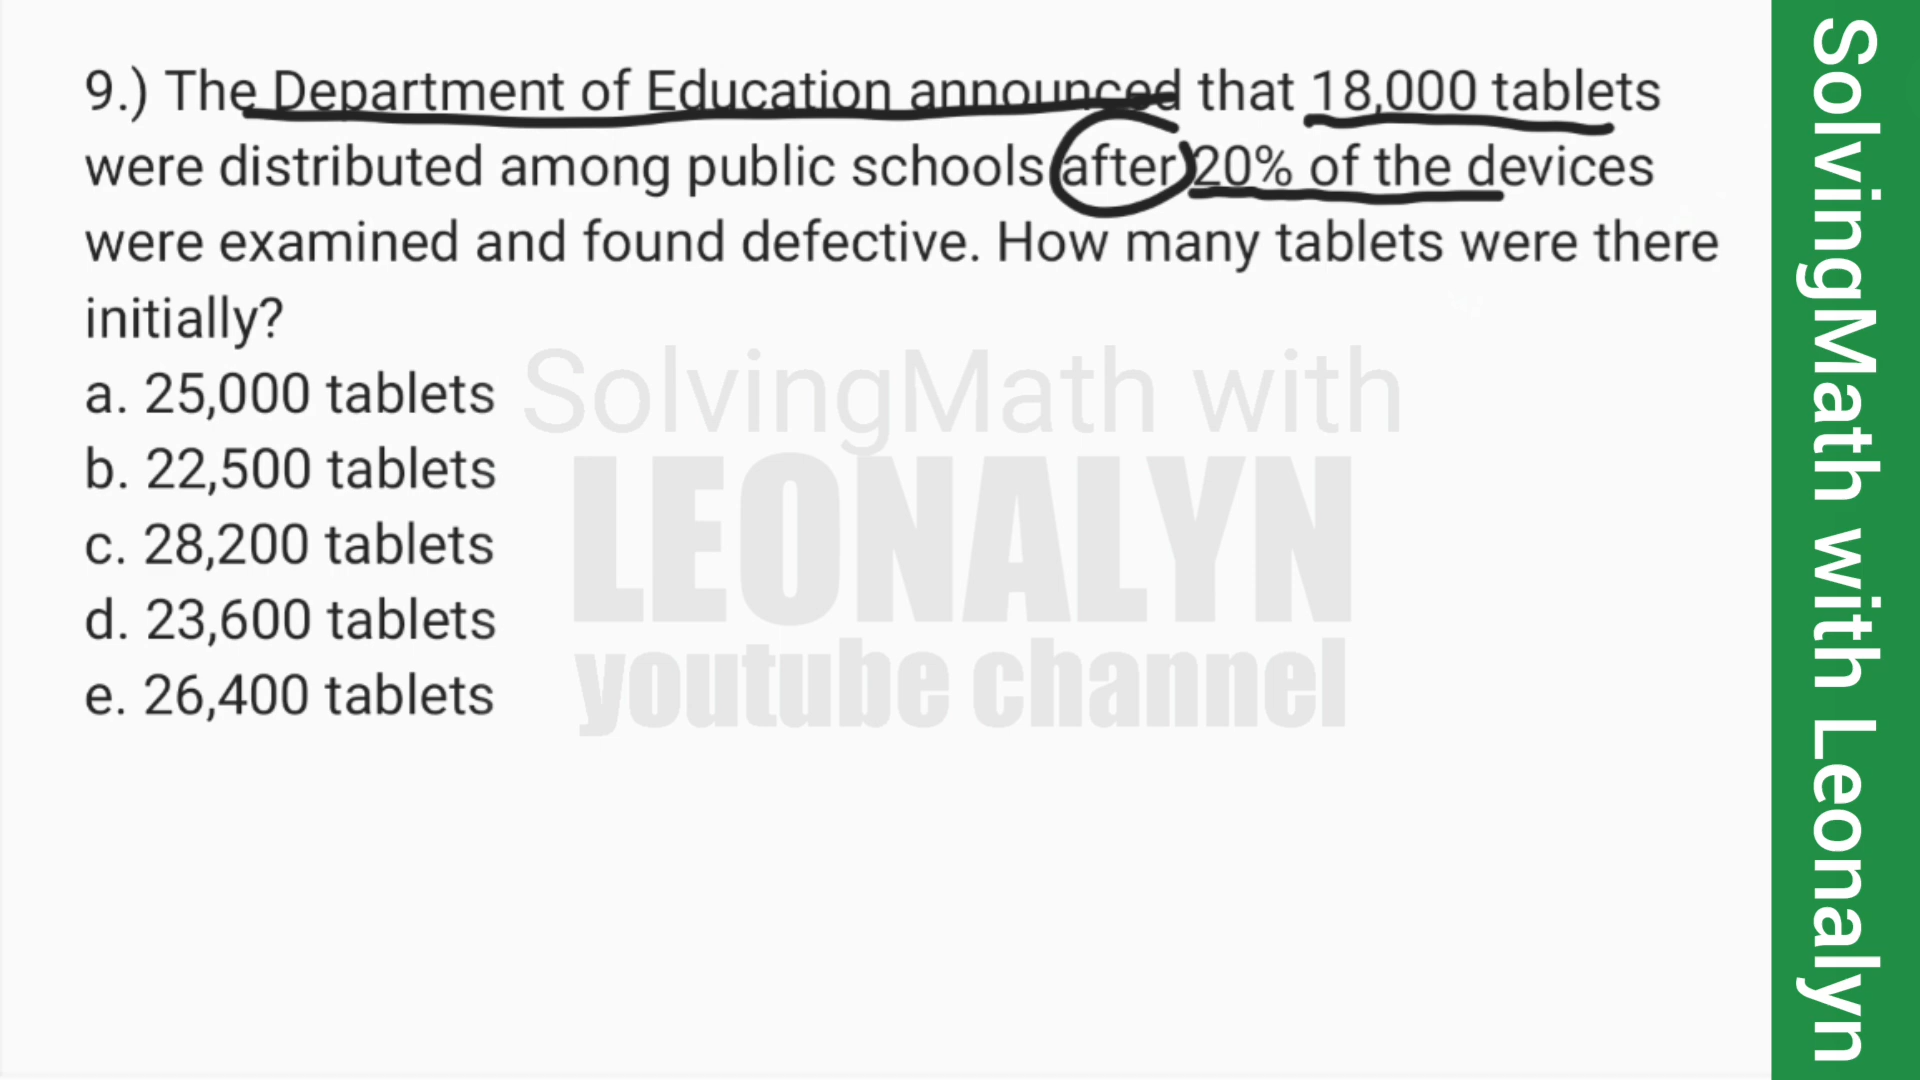 9.) The Department of Education announced that 18,000 tablets
were distributed among public schools after 20% of the devices
were examined and found defective. How many tablets were there
initially?
a. 25,000 tablets
b. 22,500 tablets
c. 28,200 tablets
d. 23,600 tablets
e. 26,400 tablets
SolvingMath with
LEONALYN
youtube channel
SolvingMath with Leonalyn